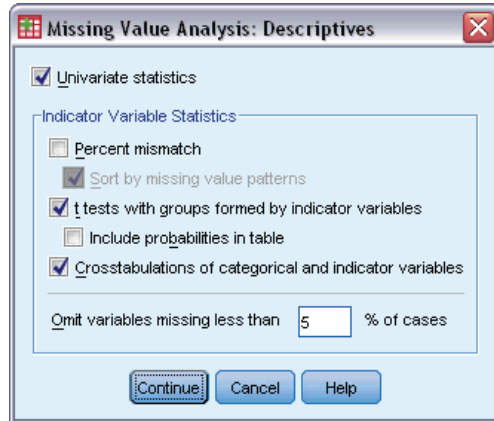 Missing Value Analysis: Descriptives
Univariate statistics
Indicator Variable Statistics
Percent mismatch
Sort by missing value patterns
t tests with groups formed by indicator variables
Include probabilities in table
Crosstabulations of categorical and indicator variables
Omit variables missing less than 5 % of cases
Continue Cancel Help